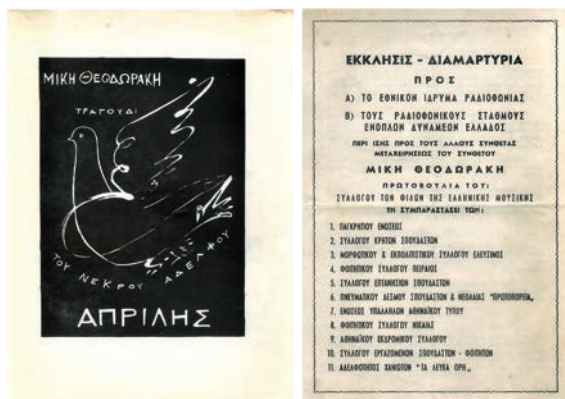 ΜΙΚΗ ΘΕΟΔΩΡΑΚΗ
ΤΡΑΓΟΥΔΙ
ΤΟΥ ΝΕΚΡΟΥ ΑΔΕΛΦΟΥ
ΑΠΡΙΛΗΣ
ΕΚΚΛΗΣΙΣ - ΔΙΑΜΑΡΤΥΡΙΑ
ΠΡΟΣ
Α) ΤΟ ΕΘΝΙΚΟΝ ΙΔΡΥΜΑ ΡΑΔΙΟΦΩΝΙΑΣ
Β) ΤΟΥΣ ΡΑΔΙΟΦΩΝΙΚΟΥΣ ΣΤΑΘΜΟΥΣ
ΕΝΟΠΛΩΝ ΔΥΝΑΜΕΩΝ ΕΛΛΑΔΟΣ
ΠΕΡΙ ΙΣΗΣ ΠΡΟΣ ΤΟΥΣ ΑΛΛΟΥΣ ΣΥΝΘΕΤΑΣ
ΜΕΤΑΧΕΙΡΗΣΕΩΣ ΤΟΥ ΣΥΝΘΕΤΟΥ
ΜΙΚΗ ΘΕΟΔΩΡΑΚΗ
ΠΡΩΤΟΒΟΥΛΙΑ ΤΟΥ:
ΣΥΛΛΟΓΟΥ ΤΩΝ ΦΙΛΩΝ ΤΗΣ ΕΛΛΗΝΙΚΗΣ ΜΟΥΣΙΚΗΣ
ΤΗ ΣΥΜΠΑΡΑΣΤΑΣΕΙ ΤΩΝ:
1. ΠΑΓΚΡΗΤΙΟΥ ΕΝΩΣΕΩΣ
2. ΣΥΛΛΟΓΟΥ ΚΡΗΤΩΝ ΣΠΟΥΔΑΣΤΩΝ
3. ΜΟΡΦΩΤΙΚΟΥ & ΕΚΠΟΛΙΤΙΣΤΙΚΟΥ ΣΥΛΛΟΓΟΥ ΕΛΕΥΣΙΝΟΣ
4. ΦΟΙΤΗΤΙΚΟΥ ΣΥΛΛΟΓΟΥ ΠΕΙΡΑΙΩΣ
5. ΣΥΛΛΟΓΟΥ ΕΠΤΑΝΗΣΙΩΝ ΣΠΟΥΔΑΣΤΩΝ
6. ΠΝΕΥΜΑΤΙΚΟΥ ΔΕΣΜΟΥ ΣΠΟΥΔΑΣΤΩΝ & ΝΕΟΛΑΙΑΣ "ΠΡΩΤΟΠΟΡΕΙΑ„
7. ΕΝΩΣΕΩΣ ΥΠΑΛΛΗΛΩΝ ΑΘΗΝΑΪΚΟΥ ΤΥΠΟΥ
8. ΦΟΙΤΗΤΙΚΟΥ ΣΥΛΛΟΓΟΥ ΝΙΚΑΙΑΣ
9. ΑΘΗΝΑΪΚΟΥ ΕΚΔΡΟΜΙΚΟΥ ΣΥΛΛΟΓΟΥ
10. ΣΥΛΛΟΓΟΥ ΕΡΓΑΖΟΜΕΝΩΝ ΣΠΟΥΔΑΣΤΩΝ - ΦΟΙΤΗΤΩΝ
11. ΑΔΕΛΦΟΤΗΤΟΣ ΧΑΝΙΩΤΩΝ "ΤΑ ΛΕΥΚΑ ΟΡΗ„